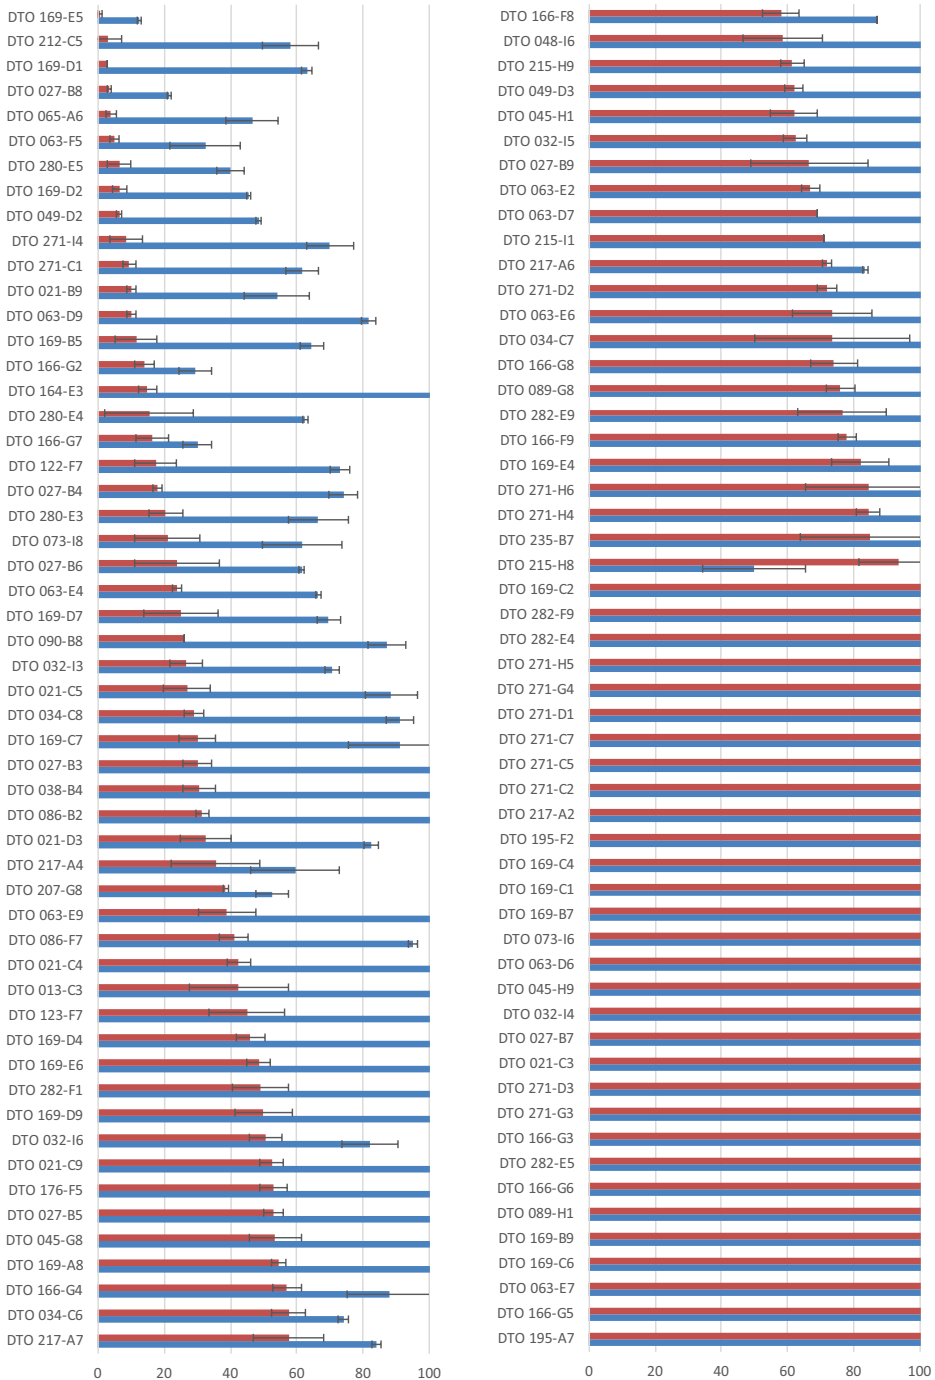 DTO 169-E5
DTO 212-C5
DTO 169-D1
DTO 027-B8
DTO 065-A6
DTO 063-F5
DTO 280-E5
DTO 169-D2
DTO 049-D2
DTO 271-I4
DTO 271-C1
DTO 021-B9
DTO 063-D9
DTO 169-B5
DTO 166-G2
DTO 164-E3
DTO 280-E4
DTO 166-G7
DTO 122-F7
DTO 027-B4
DTO 280-E3
DTO 073-I8
DTO 027-B6
DTO 063-E4
DTO 169-D7
DTO 090-B8
DTO 032-I3
DTO 021-C5
DTO 034-C8
DTO 169-C7
DTO 027-B3
DTO 038-B4
DTO 086-B2
DTO 021-D3
DTO 217-A4
DTO 207-G8
DTO 063-E9
DTO 086-F7
DTO 021-C4
DTO 013-C3
DTO 123-F7
DTO 169-D4
DTO 169-E6
DTO 282-F1
DTO 169-D9
DTO 032-I6
DTO 021-C9
DTO 176-F5
DTO 027-B5
DTO 045-G8
DTO 169-A8
DTO 166-G4
DTO 034-C6
DTO 217-A7
0 20 40 60 80 100
DTO 166-F8
DTO 048-I6
DTO 215-H9
DTO 049-D3
DTO 045-H1
DTO 032-I5
DTO 027-B9
DTO 063-E2
DTO 063-D7
DTO 215-I1
DTO 217-A6
DTO 271-D2
DTO 063-E6
DTO 034-C7
DTO 166-G8
DTO 089-G8
DTO 282-E9
DTO 166-F9
DTO 169-E4
DTO 271-H6
DTO 271-H4
DTO 235-B7
DTO 215-H8
DTO 169-C2
DTO 282-F9
DTO 282-E4
DTO 271-H5
DTO 271-G4
DTO 271-D1
DTO 271-C7
DTO 271-C5
DTO 271-C2
DTO 217-A2
DTO 195-F2
DTO 169-C4
DTO 169-C1
DTO 169-B7
DTO 073-I6
DTO 063-D6
DTO 045-H9
DTO 032-I4
DTO 027-B7
DTO 021-C3
DTO 271-D3
DTO 271-G3
DTO 166-G3
DTO 282-E5
DTO 166-G6
DTO 089-H1
DTO 169-B9
DTO 169-C6
DTO 063-E7
DTO 166-G5
DTO 195-A7
0 20 40 60 80 100